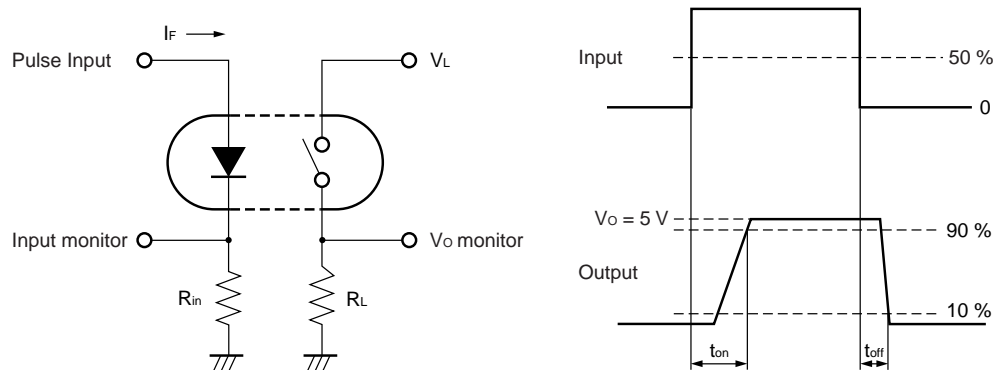 IF
Pulse Input
VL
Input monitor
VO monitor
Rin
RL
Input
50 %
0
VO = 5 V
90 %
Output
10 %
ton
toff